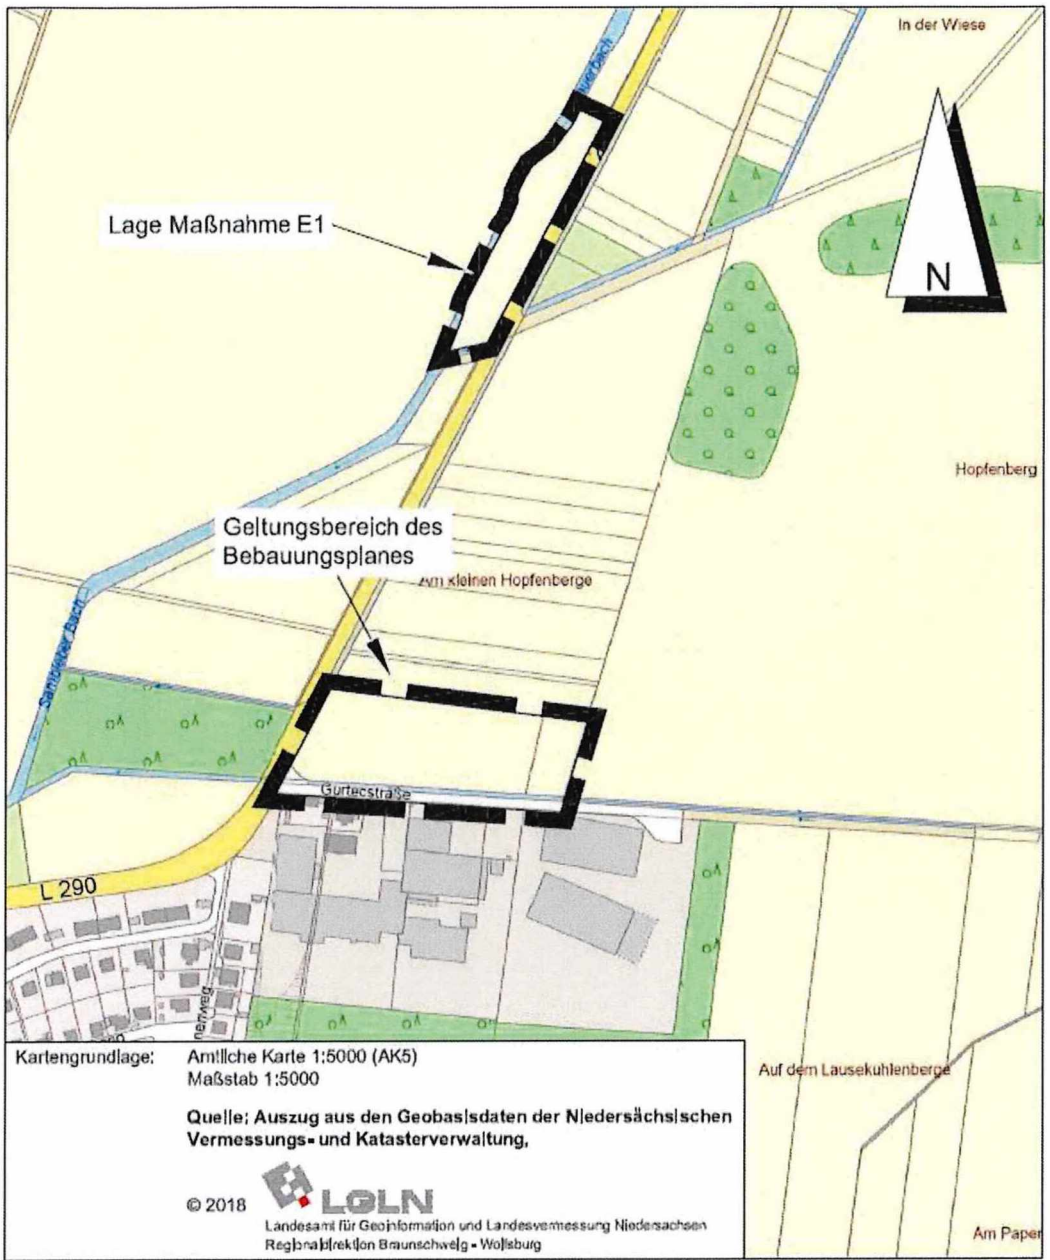 In der Wiese
Lage Maßnahme E1
N
Hopfenberg
Geltungsbereich des
Bebauungsplanes
Am kleinen Hopfenberge
Bach
Gurtecstraße
L 290
Kartengrundlage:
Amtliche Karte 1:5000 (AK5)
Maßstab 1:5000
Quelle: Auszug aus den Geobasisdaten der Niedersächsischen
Vermessungs- und Katasterverwaltung,
© 2018
LGLN
Landesamt für Geoinformation und Landesvermessung Niedersachsen
Regionaldirektion Braunschweig - Wolfsburg
Auf dem Lausekuhlenberge
Am Paper